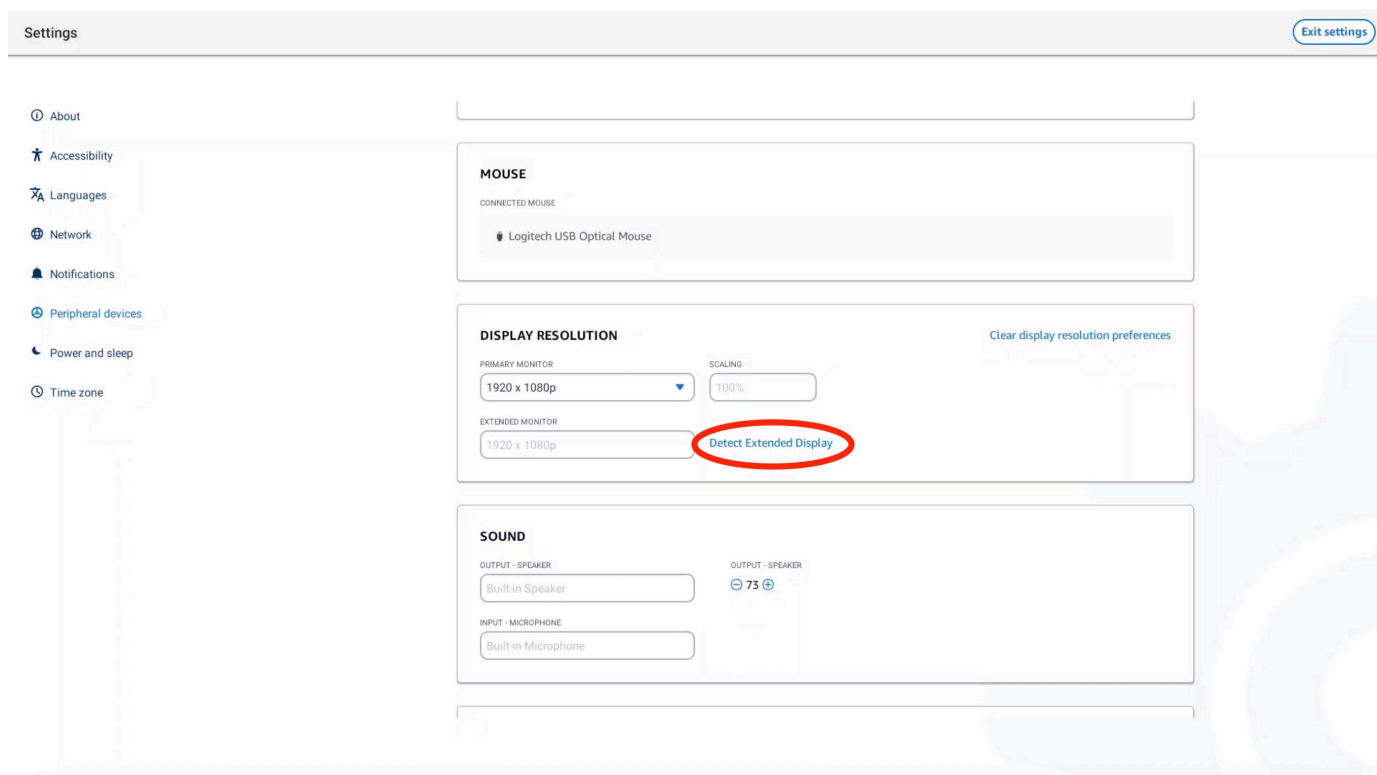 Settings
Exit settings
About
Accessibility
Languages
Network
Notifications
Peripheral devices
Power and sleep
Time zone
MOUSE
CONNECTED MOUSE
Logitech USB Optical Mouse
DISPLAY RESOLUTION
Clear display resolution preferences
PRIMARY MONITOR
SCALING
1920 x 1080p
100%
EXTENDED MONITOR
1920 x 1080p
Detect Extended Display
SOUND
OUTPUT - SPEAKER
OUTPUT - SPEAKER
Built-in Speaker
73
INPUT - MICROPHONE
Built-in Microphone